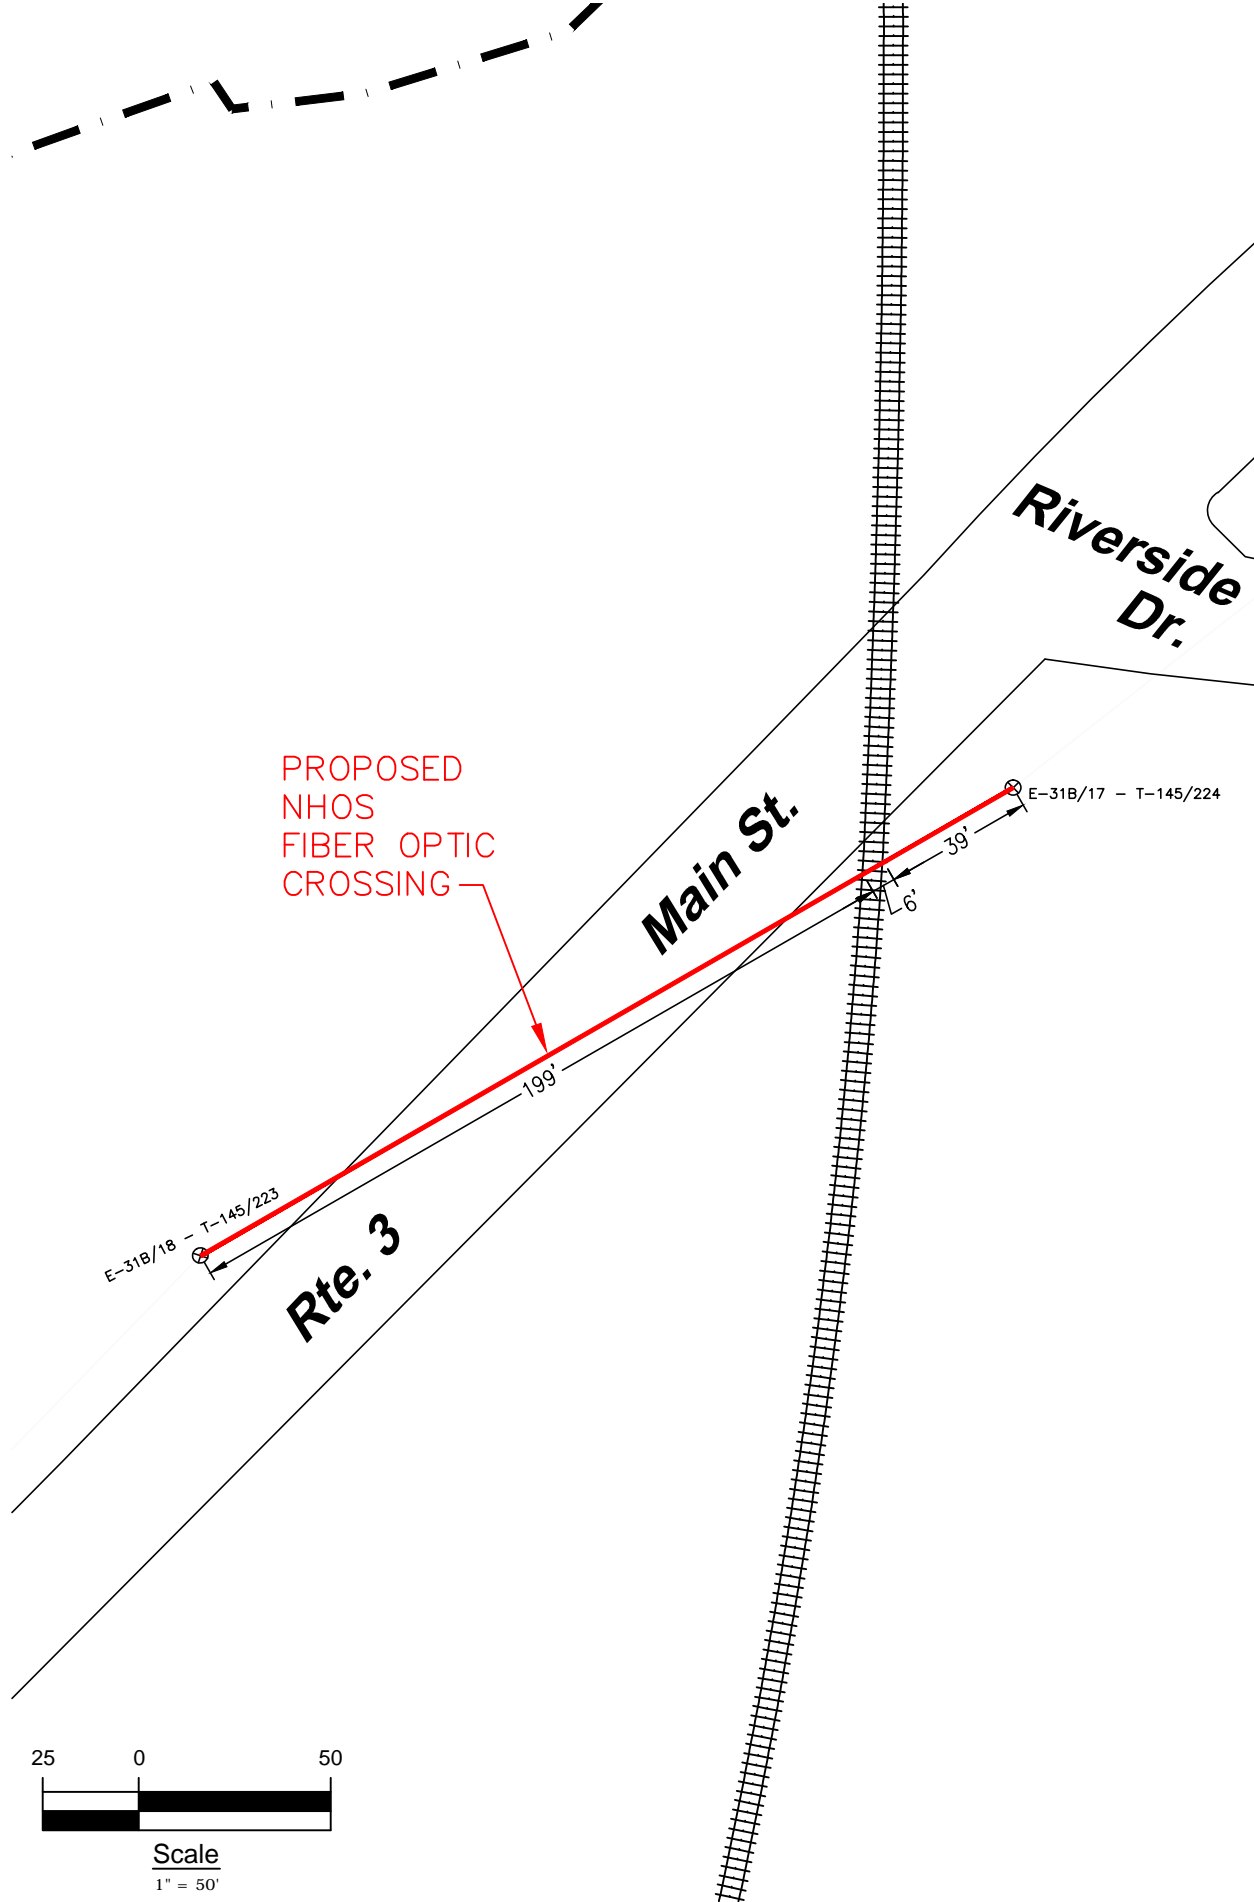 Riverside
Dr.
PROPOSED
NHOS
FIBER OPTIC
CROSSING
Main St.
E-31B/17 - T-145/224
39'
6'
199'
E-31B/18 - T-145/223
Rte. 3
25 0 50
Scale
1" = 50'